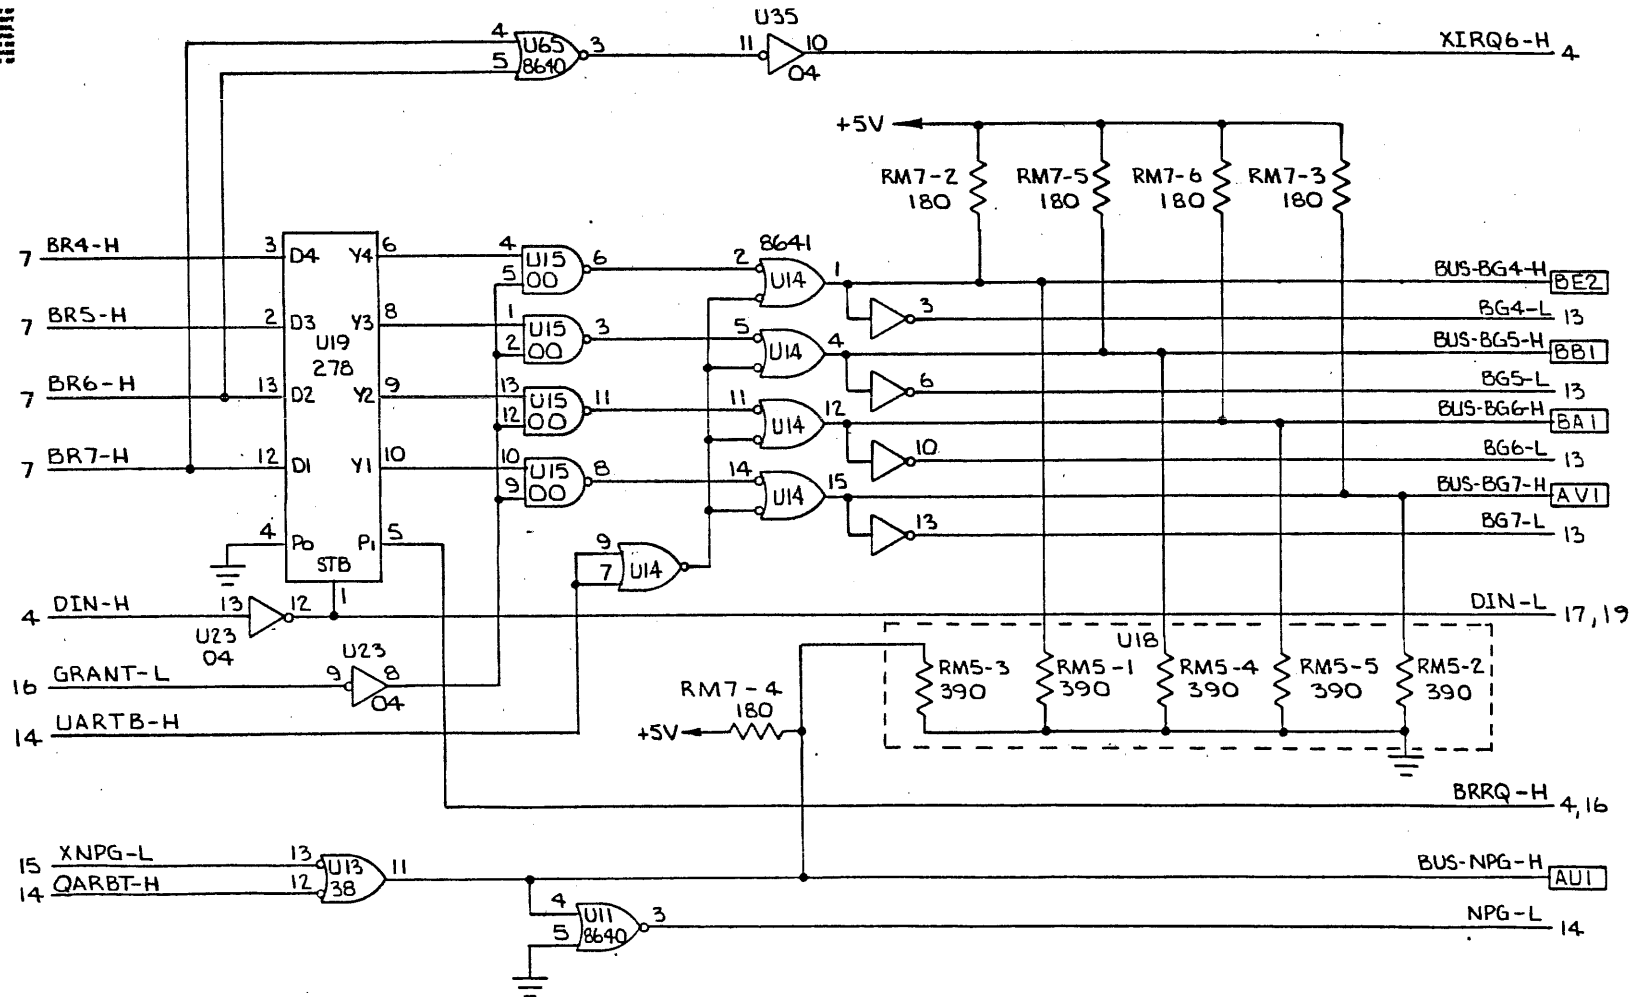 U35
4 U65 3 11 10 XIRQ6-H 4
5 8640 04
+5V
RM7-2 RM7-5 RM7-6 RM7-3
180 180 180 180
8641
7 BR4-H 3 D4 Y4 6 4 U15 6 2 U14 1 BUS-BG4-H BE2
5 00 3 BG4-L 13
7 BR5-H 2 D3 Y3 8 1 U15 3 5 U14 4 BUS-BG5-H BB1
U19 2 00
278
6 BG5-L 13
7 BR6-H 13 D2 Y2 9 13 U15 11 11 U14 12 BUS-BG6-H BA1
12 00 10 BG6-L 13
7 BR7-H 12 D1 Y1 10 10 U15 8 14 U14 15 BUS-BG7-H AV1
9 00 13 BG7-L 13
4 P0 P1 5 9 U14
7
STB
1
4 DIN-H 13 12 DIN-L 17,19
U23
04
U18
16 GRANT-L 9 U23 8
04
RM5-3 RM5-1 RM5-4 RM5-5 RM5-2
390 390 390 390 390
RM7-4
180
14 UARTB-H +5V
BRRQ-H 4,16
15 XNPG-L 13 U13 11 BUS-NPG-H AU1
14 QARBT-H 12 38
4 U11 3 NPG-L 14
5 8640